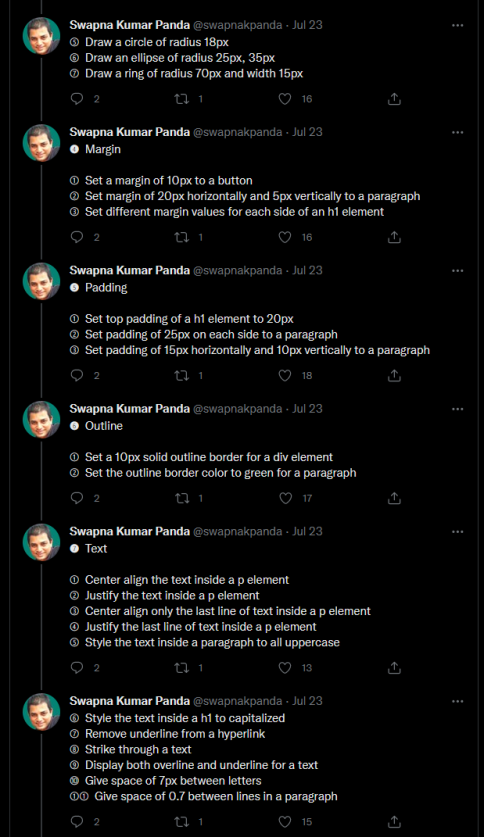 Swapna Kumar Panda @swapnakpanda · Jul 23 ···
⑤ Draw a circle of radius 18px
⑥ Draw an ellipse of radius 25px, 35px
⑦ Draw a ring of radius 70px and width 15px
2 1 16
Swapna Kumar Panda @swapnakpanda · Jul 23 ···
❹ Margin
① Set a margin of 10px to a button
② Set margin of 20px horizontally and 5px vertically to a paragraph
③ Set different margin values for each side of an h1 element
2 1 16
Swapna Kumar Panda @swapnakpanda · Jul 23 ···
❺ Padding
① Set top padding of a h1 element to 20px
② Set padding of 25px on each side to a paragraph
③ Set padding of 15px horizontally and 10px vertically to a paragraph
2 1 18
Swapna Kumar Panda @swapnakpanda · Jul 23 ···
❻ Outline
① Set a 10px solid outline border for a div element
② Set the outline border color to green for a paragraph
2 1 17
Swapna Kumar Panda @swapnakpanda · Jul 23 ···
❼ Text
① Center align the text inside a p element
② Justify the text inside a p element
③ Center align only the last line of text inside a p element
④ Justify the last line of text inside a p element
⑤ Style the text inside a paragraph to all uppercase
2 1 13
Swapna Kumar Panda @swapnakpanda · Jul 23 ···
⑥ Style the text inside a h1 to capitalized
⑦ Remove underline from a hyperlink
⑧ Strike through a text
⑨ Display both overline and underline for a text
⑩ Give space of 7px between letters
①① Give space of 0.7 between lines in a paragraph
2 1 15